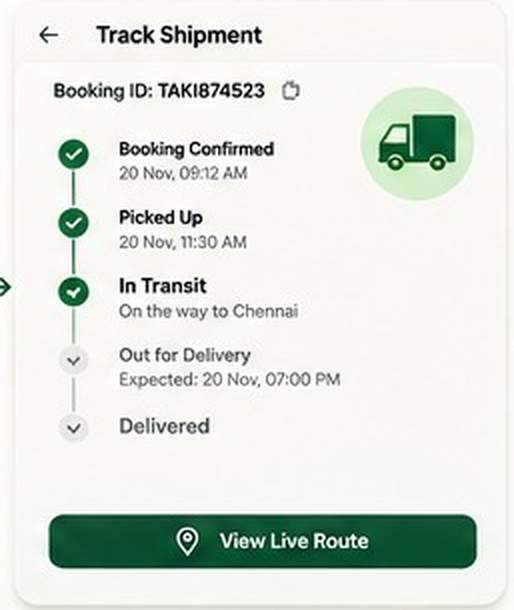 Track Shipment
Booking ID: TAKI874523
Booking Confirmed
20 Nov, 09:12 AM
Picked Up
20 Nov, 11:30 AM
In Transit
On the way to Chennai
Out for Delivery
Expected: 20 Nov, 07:00 PM
Delivered
View Live Route